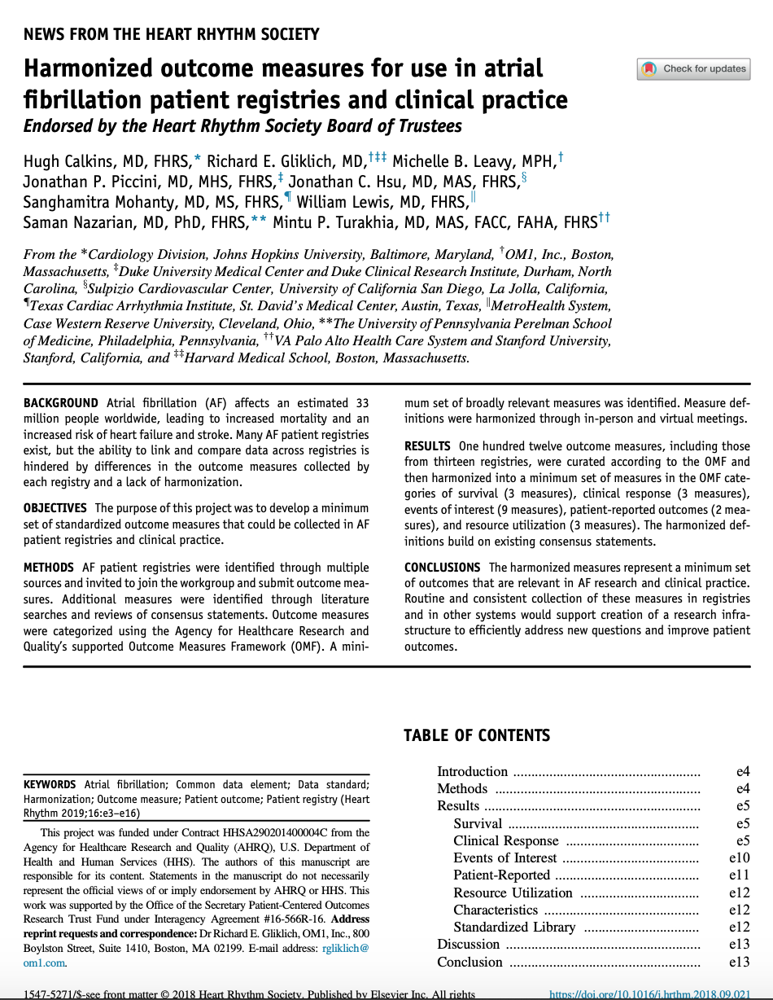 NEWS FROM THE HEART RHYTHM SOCIETY
Harmonized outcome measures for use in atrial
fibrillation patient registries and clinical practice
Endorsed by the Heart Rhythm Society Board of Trustees
Check for updates
Hugh Calkins, MD, FHRS,* Richard E. Gliklich, MD,†‡‡ Michelle B. Leavy, MPH,†
Jonathan P. Piccini, MD, MHS, FHRS,‡ Jonathan C. Hsu, MD, MAS, FHRS,§
Sanghamitra Mohanty, MD, MS, FHRS,¶ William Lewis, MD, FHRS,‖
Saman Nazarian, MD, PhD, FHRS,** Mintu P. Turakhia, MD, MAS, FACC, FAHA, FHRS††
From the *Cardiology Division, Johns Hopkins University, Baltimore, Maryland, †OM1, Inc., Boston,
Massachusetts, ‡Duke University Medical Center and Duke Clinical Research Institute, Durham, North
Carolina, §Sulpizio Cardiovascular Center, University of California San Diego, La Jolla, California,
¶Texas Cardiac Arrhythmia Institute, St. David's Medical Center, Austin, Texas, ‖MetroHealth System,
Case Western Reserve University, Cleveland, Ohio, **The University of Pennsylvania Perelman School
of Medicine, Philadelphia, Pennsylvania, ††VA Palo Alto Health Care System and Stanford University,
Stanford, California, and ‡‡Harvard Medical School, Boston, Massachusetts.
BACKGROUND Atrial fibrillation (AF) affects an estimated 33
million people worldwide, leading to increased mortality and an
increased risk of heart failure and stroke. Many AF patient registries
exist, but the ability to link and compare data across registries is
hindered by differences in the outcome measures collected by
each registry and a lack of harmonization.
OBJECTIVES The purpose of this project was to develop a minimum
set of standardized outcome measures that could be collected in AF
patient registries and clinical practice.
METHODS AF patient registries were identified through multiple
sources and invited to join the workgroup and submit outcome mea-
sures. Additional measures were identified through literature
searches and reviews of consensus statements. Outcome measures
were categorized using the Agency for Healthcare Research and
Quality's supported Outcome Measures Framework (OMF). A mini-
mum set of broadly relevant measures was identified. Measure def-
initions were harmonized through in-person and virtual meetings.
RESULTS One hundred twelve outcome measures, including those
from thirteen registries, were curated according to the OMF and
then harmonized into a minimum set of measures in the OMF cate-
gories of survival (3 measures), clinical response (3 measures),
events of interest (9 measures), patient-reported outcomes (2 mea-
sures), and resource utilization (3 measures). The harmonized def-
initions build on existing consensus statements.
CONCLUSIONS The harmonized measures represent a minimum set
of outcomes that are relevant in AF research and clinical practice.
Routine and consistent collection of these measures in registries
and in other systems would support creation of a research infra-
structure to efficiently address new questions and improve patient
outcomes.
KEYWORDS Atrial fibrillation; Common data element; Data standard;
Harmonization; Outcome measure; Patient outcome; Patient registry (Heart
Rhythm 2019;16:e3–e16)
This project was funded under Contract HHSA290201400004C from the
Agency for Healthcare Research and Quality (AHRQ), U.S. Department of
Health and Human Services (HHS). The authors of this manuscript are
responsible for its content. Statements in the manuscript do not necessarily
represent the official views of or imply endorsement by AHRQ or HHS. This
work was supported by the Office of the Secretary Patient-Centered Outcomes
Research Trust Fund under Interagency Agreement #16-566R-16. Address
reprint requests and correspondence: Dr Richard E. Gliklich, OM1, Inc., 800
Boylston Street, Suite 1410, Boston, MA 02199. E-mail address: rgliklich@
om1.com.
TABLE OF CONTENTS
Introduction ................................................. e4
Methods ..................................................... e4
Results ........................................................ e5
Survival ................................................. e5
Clinical Response .................................. e5
Events of Interest ................................... e10
Patient-Reported ..................................... e11
Resource Utilization ............................... e12
Characteristics ........................................ e12
Standardized Library .............................. e12
Discussion ................................................... e13
Conclusion .................................................. e13
1547-5271/$-see front matter © 2018 Heart Rhythm Society. Published by Elsevier Inc. All rights
https://doi.org/10.1016/j.hrthm.2018.09.021